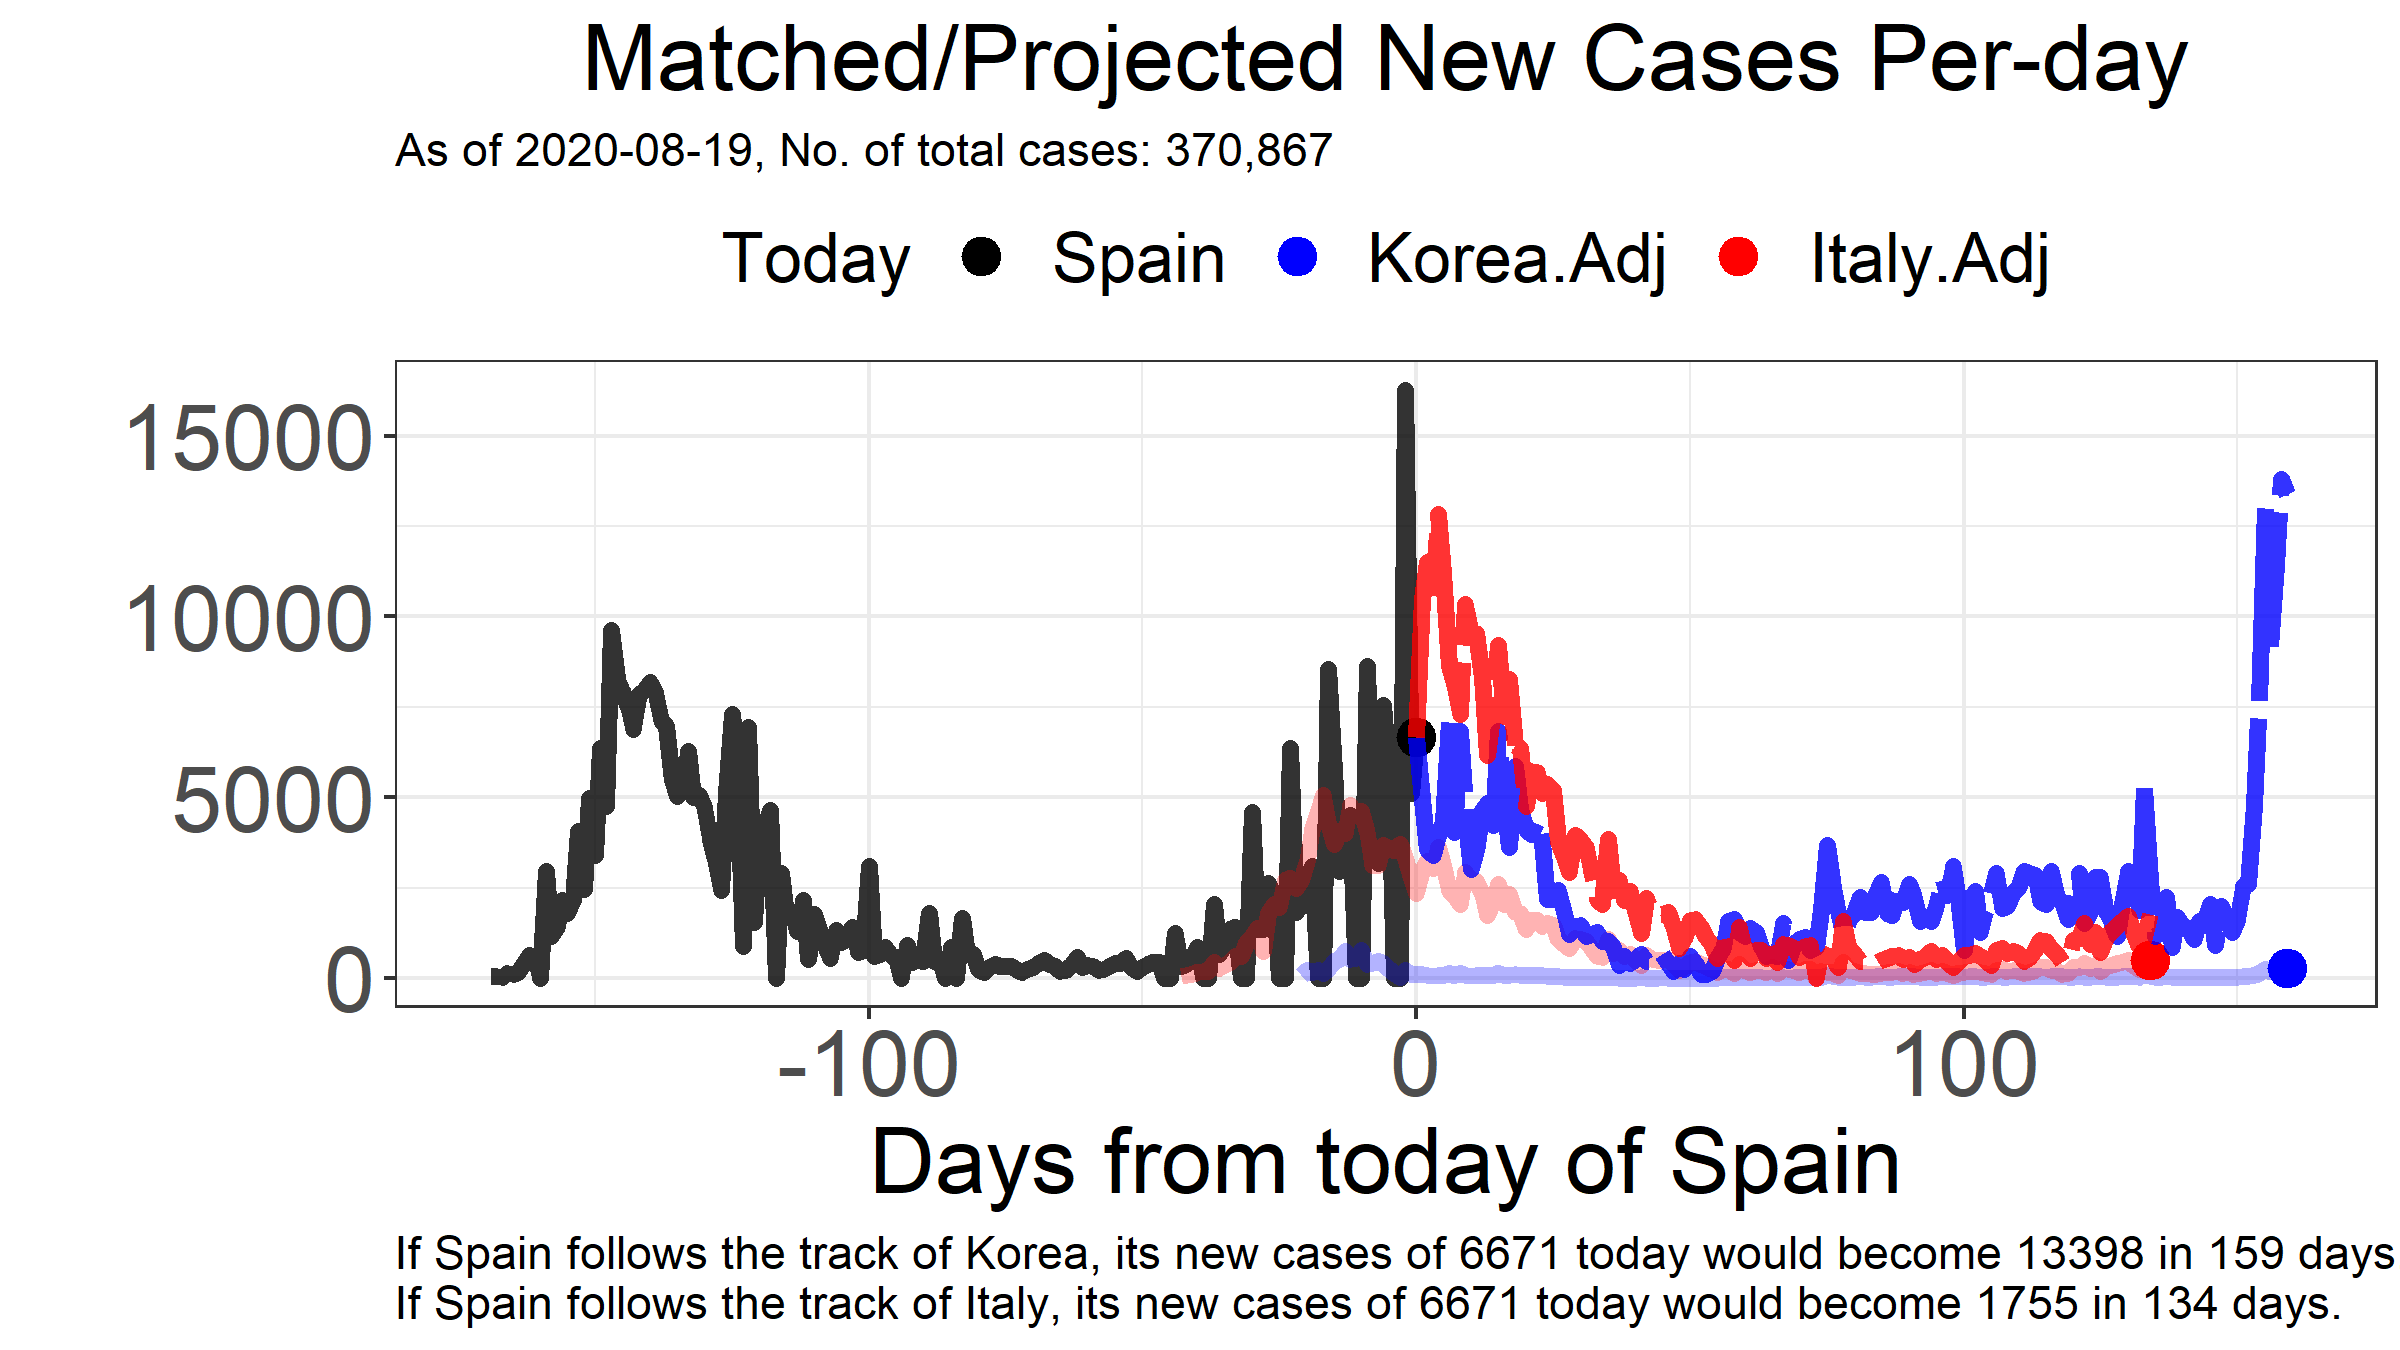 Matched/Projected New Cases Per-day
As of 2020-08-19, No. of total cases: 370,867
Today Spain Korea.Adj Italy.Adj
15000
10000
5000
0
-100 0 100
Days from today of Spain
If Spain follows the track of Korea, its new cases of 6671 today would become 13398 in 159 days
If Spain follows the track of Italy, its new cases of 6671 today would become 1755 in 134 days.